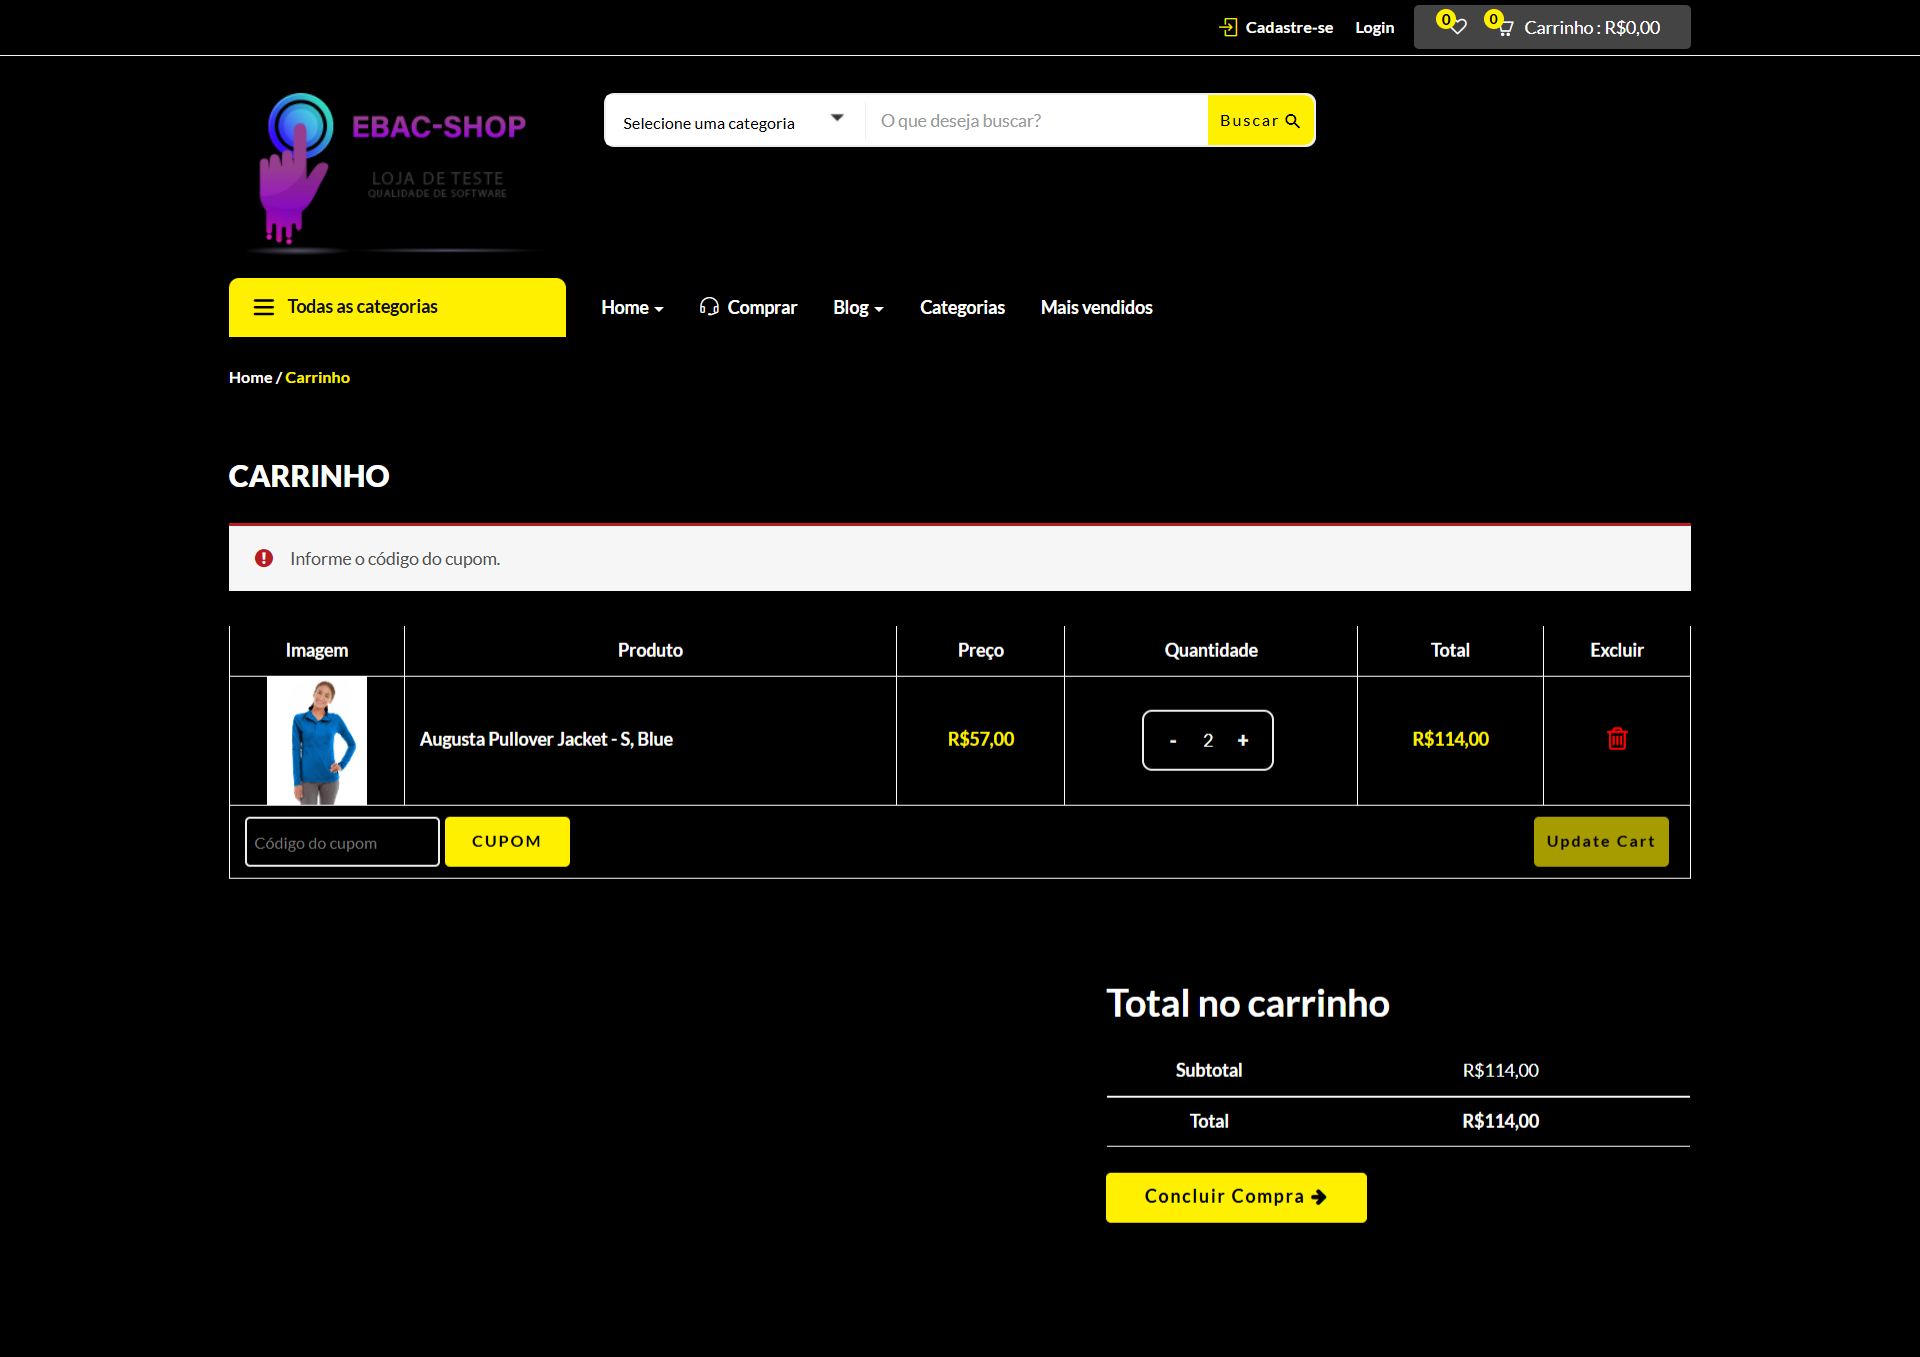 Cadastre-se Login 0 0 Carrinho : R$0,00
EBAC-SHOP
LOJA DE TESTE
QUALIDADE DE SOFTWARE
Selecione uma categoria O que deseja buscar? Buscar
Todas as categorias Home Comprar Blog Categorias Mais vendidos
Home / Carrinho
CARRINHO
Informe o código do cupom.
Imagem Produto Preço Quantidade Total Excluir
Augusta Pullover Jacket - S, Blue R$57,00 - 2 + R$114,00
Código do cupom CUPOM Update Cart
Total no carrinho
Subtotal R$114,00
Total R$114,00
Concluir Compra